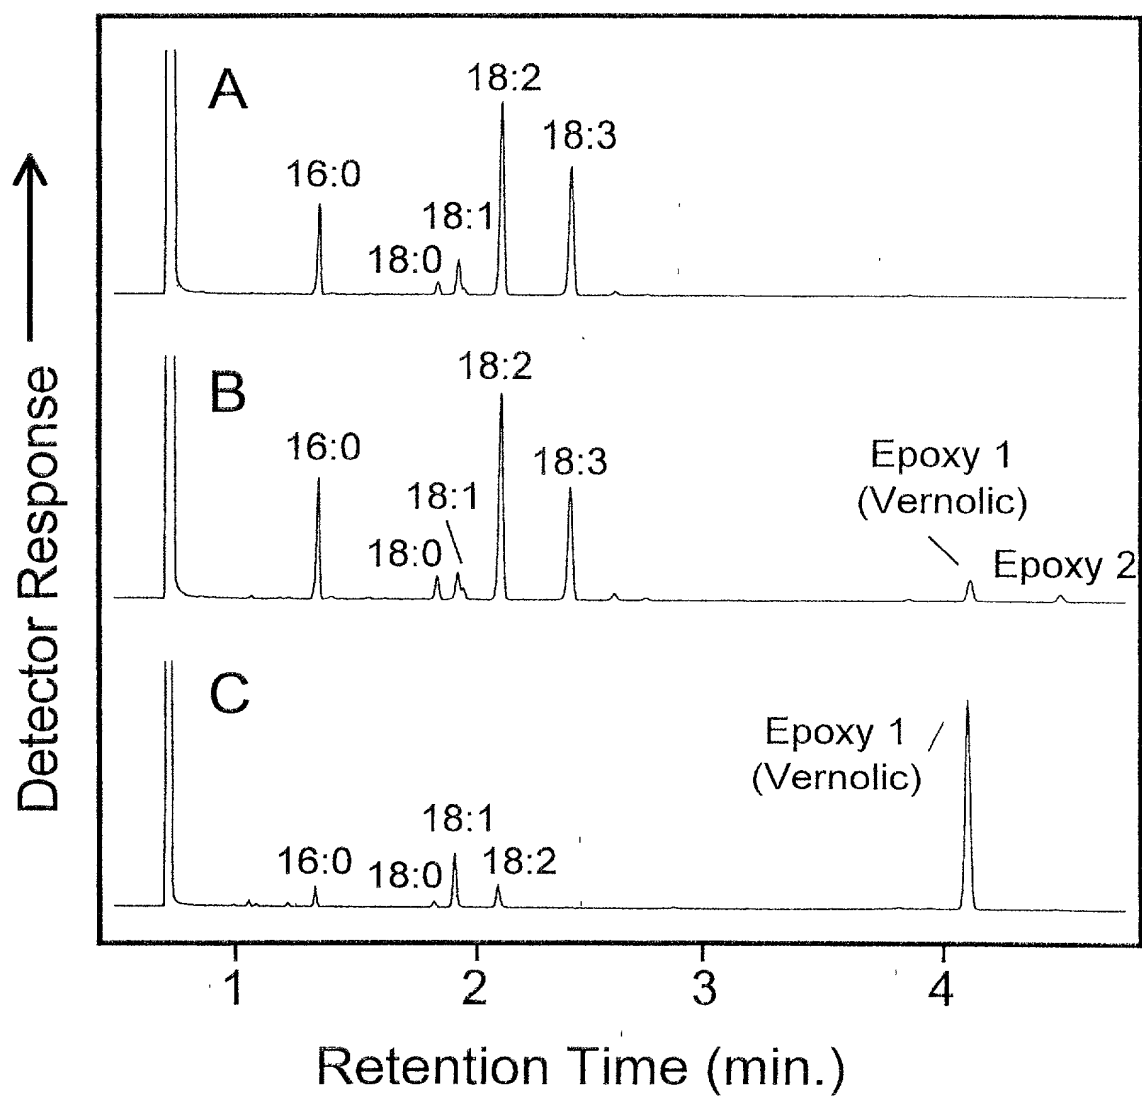 Detector Response
A
18:2
18:3
16:0
18:1
18:0
B
18:2
16:0
18:3
18:1
18:0
Epoxy 1
(Vernolic)
Epoxy 2
C
Epoxy 1
(Vernolic)
18:1
16:0
18:0
18:2
1
2
3
4
Retention Time (min.)